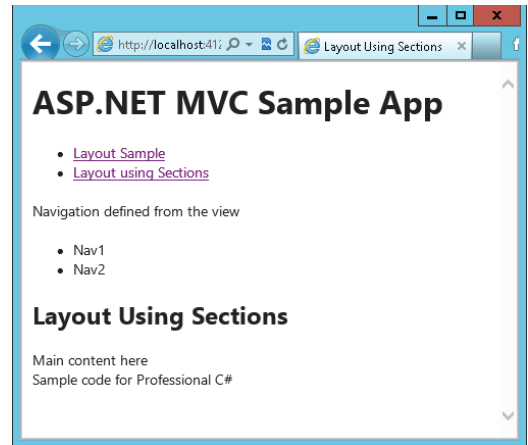 http://localhost:412
Layout Using Sections
ASP.NET MVC Sample App
Layout Sample
Layout using Sections
Navigation defined from the view
Nav1
Nav2
Layout Using Sections
Main content here
Sample code for Professional C#